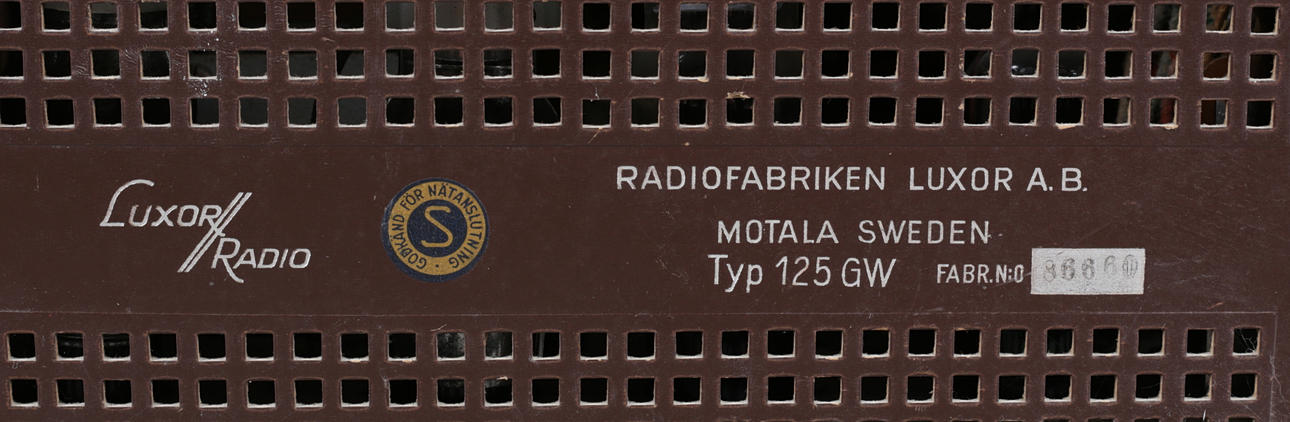 LUXOR
RADIO
GODKÄND FÖR NÄTANSLUTNING ·
S
RADIOFABRIKEN LUXOR A.B.
MOTALA SWEDEN
Typ 125 GW FABR.N:o